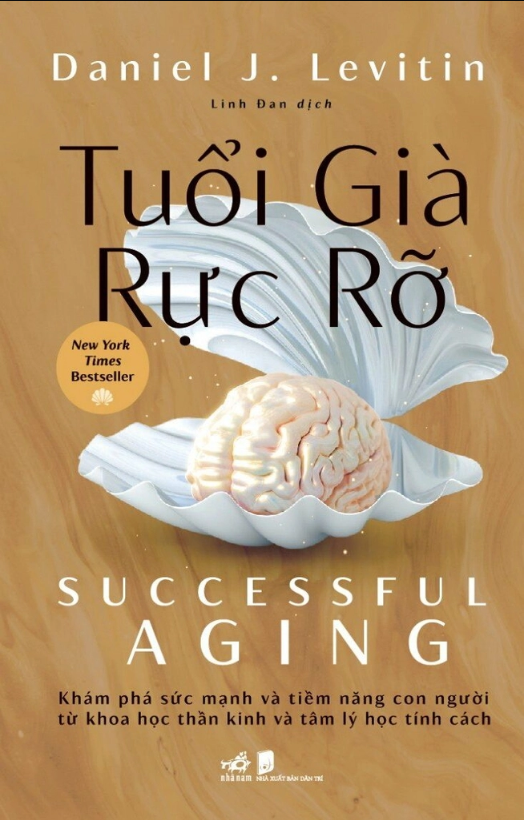 Daniel J. Levitin
Linh Đan dịch
Tuổi Già
Rực Rỡ
New York
Times
Bestseller
SUCCESSFUL
AGING
Khám phá sức mạnh và tiềm năng con người
từ khoa học thần kinh và tâm lý học tính cách
nhã nam NHÀ XUẤT BẢN DÂN TRÍ